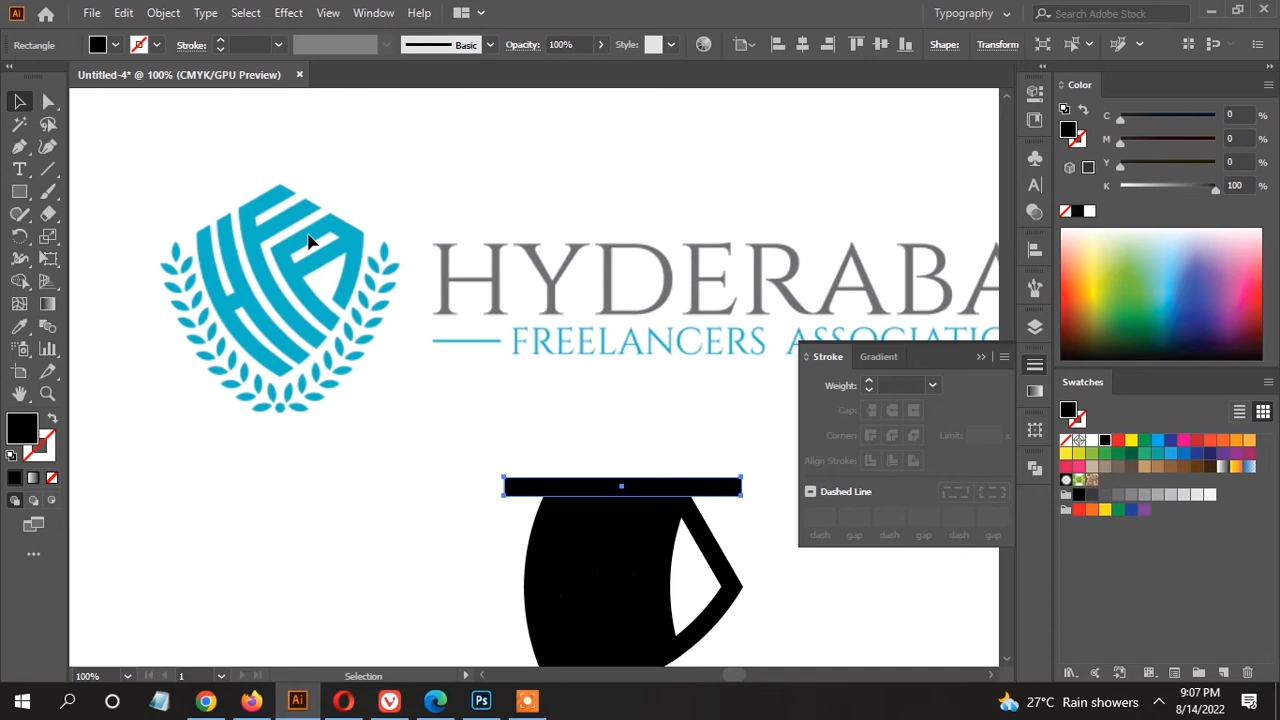 Ai File Edit Object Type Select Effect View Window Help Typography Search Adobe Stock
Rectangle Stroke: Basic Opacity: 100% Style: Shape: Transform
Untitled-4* @ 100% (CMYK/GPU Preview)
Color
C 0 %
M 0 %
Y 0 %
K 100 %
HFA
HYDERABA
FREELANCERS ASSOCIATIO
Stroke Gradient
Weight:
Cap:
Corner: Limit: x
Align Stroke:
Dashed Line
dash gap dash gap dash gap
Swatches
100% 1 Selection
Ai Ps 27°C Rain showers 9:07 PM
8/14/2022